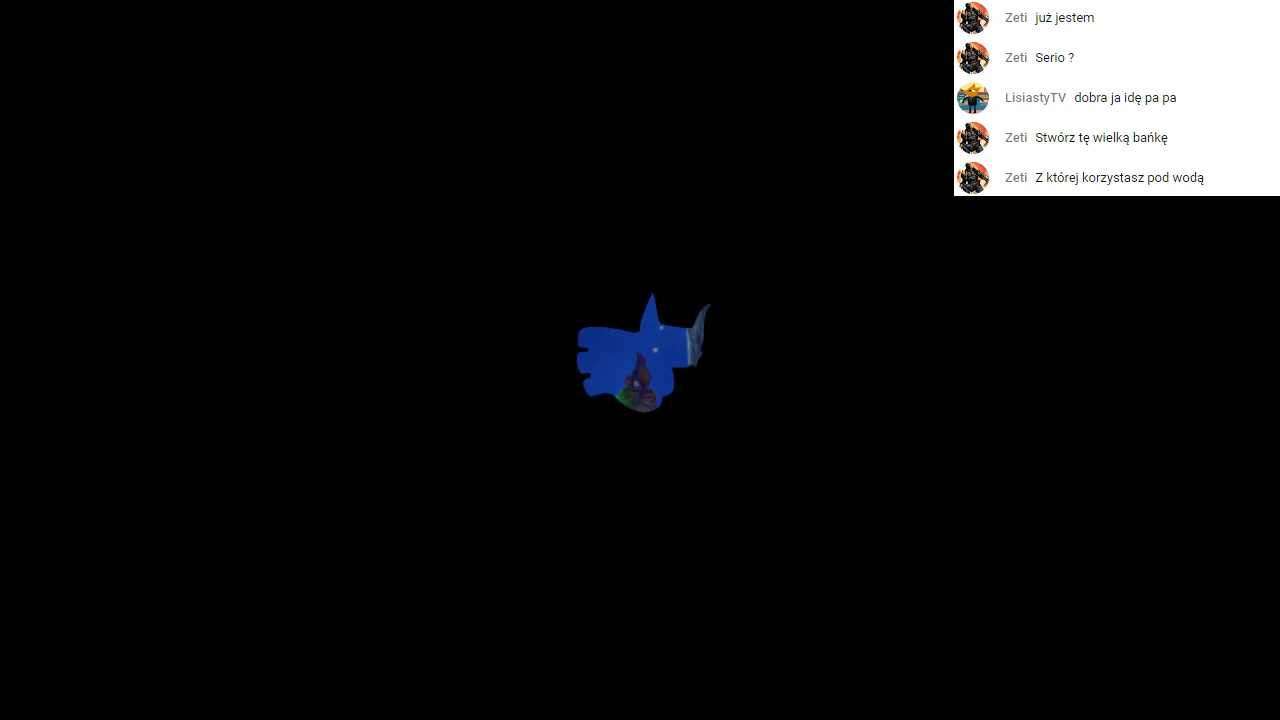 Zeti już jestem
Zeti Serio ?
LisiastyTV dobra ja idę pa pa
Zeti Stwórz tę wielką bańkę
Zeti Z której korzystasz pod wodą